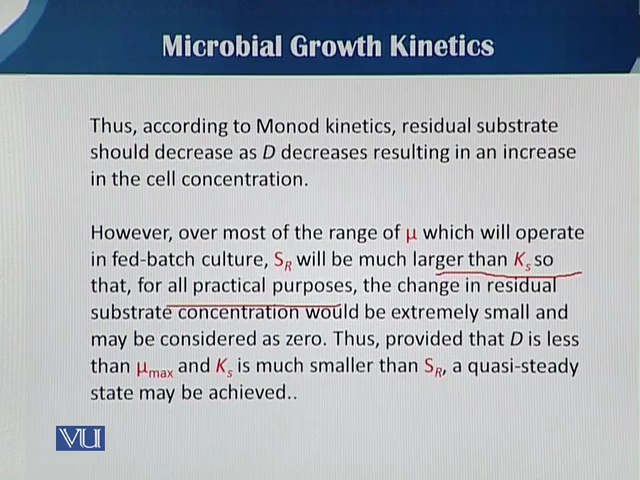 Microbial Growth Kinetics
Thus, according to Monod kinetics, residual substrate
should decrease as D decreases resulting in an increase
in the cell concentration.
However, over most of the range of μ which will operate
in fed-batch culture, SR will be much larger than Ks so
that, for all practical purposes, the change in residual
substrate concentration would be extremely small and
may be considered as zero. Thus, provided that D is less
than μmax and Ks is much smaller than SR, a quasi-steady
state may be achieved..
VU